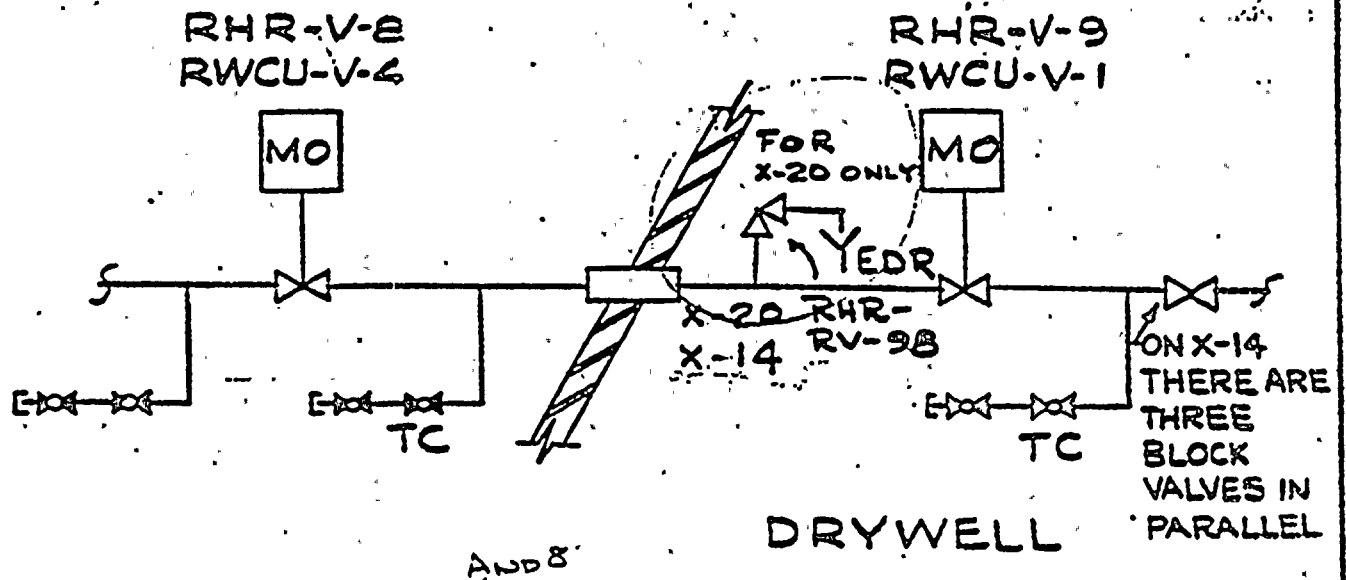 RHR-V-8
RWCU-V-4
RHR-V-9
RWCU-V-1
MO
FOR
X-20 ONLY
MO
EDR
X-20
X-14
RHR-
RV-98
ON X-14
THERE ARE
THREE
BLOCK
VALVES IN
PARALLEL
TC
TC
DRYWELL
AND 8